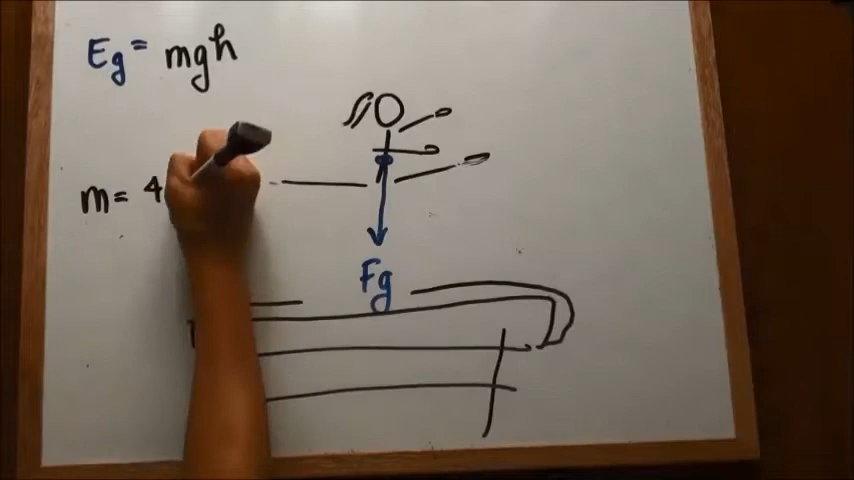 Eg = mgh
m = 4
Fg